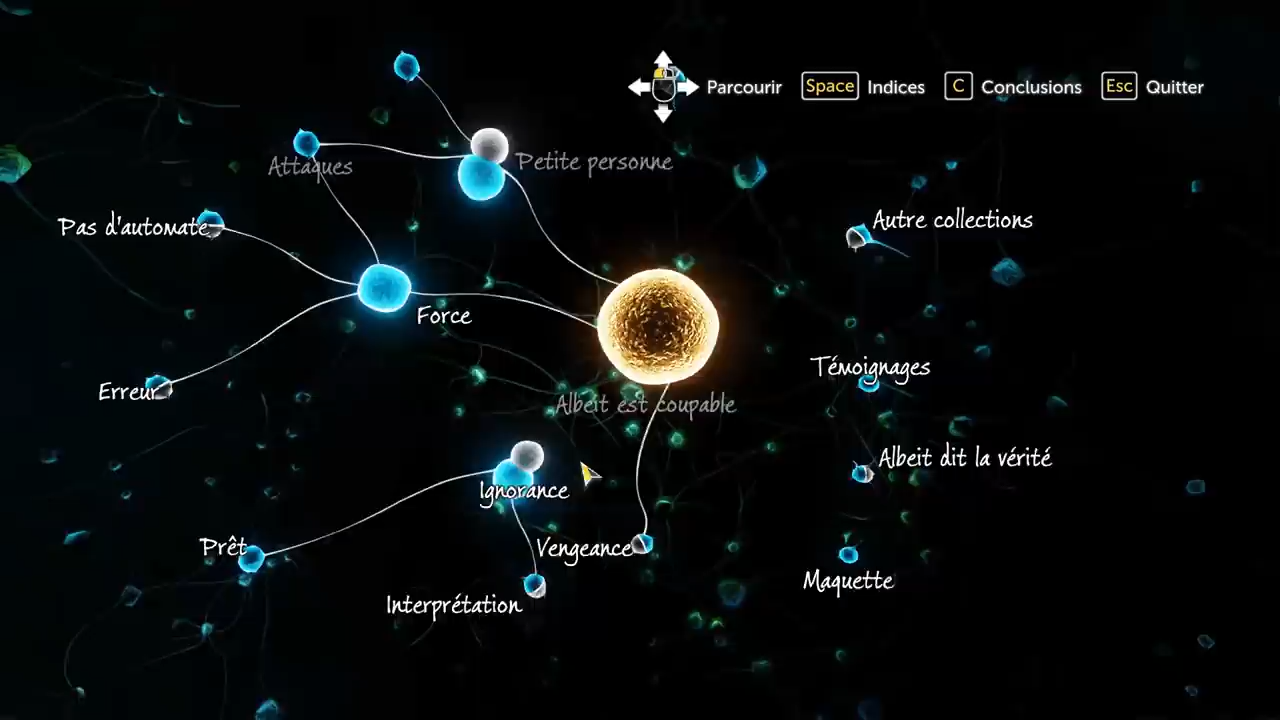 Parcourir
Space Indices
C Conclusions
Esc Quitter
Attaques
Petite personne
Pas d'automate
Autre collections
Force
Témoignages
Erreur
Albeit est coupable
Albeit dit la vérité
Ignorance
Prêt
Vengeance
Maquette
Interprétation